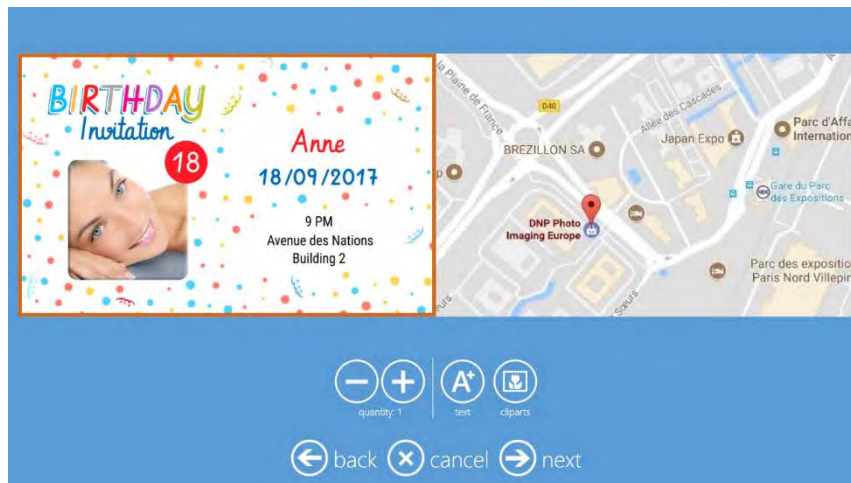 BIRTHDAY
Invitation
18
Anne
18/09/2017
9 PM
Avenue des Nations
Building 2
la Plaine de France
D40
Allée des Cascades
Parc d'Affa
International
Japan Expo
BREZILLON SA
Gare du Parc
des Expositions
DNP Photo
Imaging Europe
Parc des expositio
Paris Nord Villepin
quantity: 1
text
cliparts
back
cancel
next